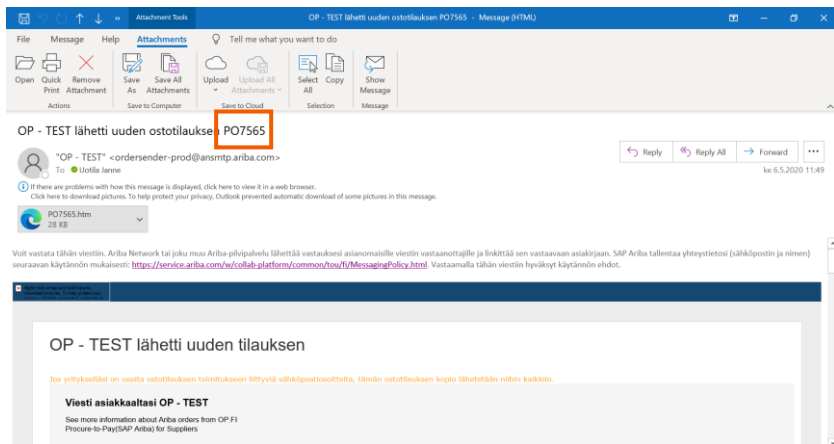 Attachment Tools
OP - TEST lähetti uuden ostotilauksen PO7565 - Message (HTML)
File Message Help Attachments Tell me what you want to do
Open Quick Print Remove Attachment Save As Save All Attachments Upload Upload All Attachments Select All Copy Show Message
Actions Save to Computer Save to Cloud Selection Message
OP - TEST lähetti uuden ostotilauksen PO7565
"OP - TEST" <ordersender-prod@ansmtp.ariba.com>
To Uotila Janne
Reply Reply All Forward
ke 6.5.2020 11:49
If there are problems with how this message is displayed, click here to view it in a web browser.
Click here to download pictures. To help protect your privacy, Outlook prevented automatic download of some pictures in this message.
PO7565.htm
28 KB
Voit vastata tähän viestiin. Ariba Network tai joku muu Ariba-pilvipalvelu lähettää vastauksesi asianomaisille viestin vastaanottajille ja linkittää sen vastaavaan asiakirjaan. SAP Ariba tallentaa yhteystietosi (sähköpostin ja nimen)
seuraavan käytännön mukaisesti: https://service.ariba.com/w/collab-platform/common/tou/fi/MessagingPolicy.html. Vastaamalla tähän viestiin hyväksyt käytännön ehdot.
OP - TEST lähetti uuden tilauksen
Jos yritykselläsi on useita ostotilauksen toimitukseen liittyviä sähköpostiosoitteita, tämän ostotilauksen kopio lähetetään niihin kaikkiin.
Viesti asiakkaaltasi OP - TEST
See more information about Ariba orders from OP.FI
Procure-to-Pay(SAP Ariba) for Suppliers